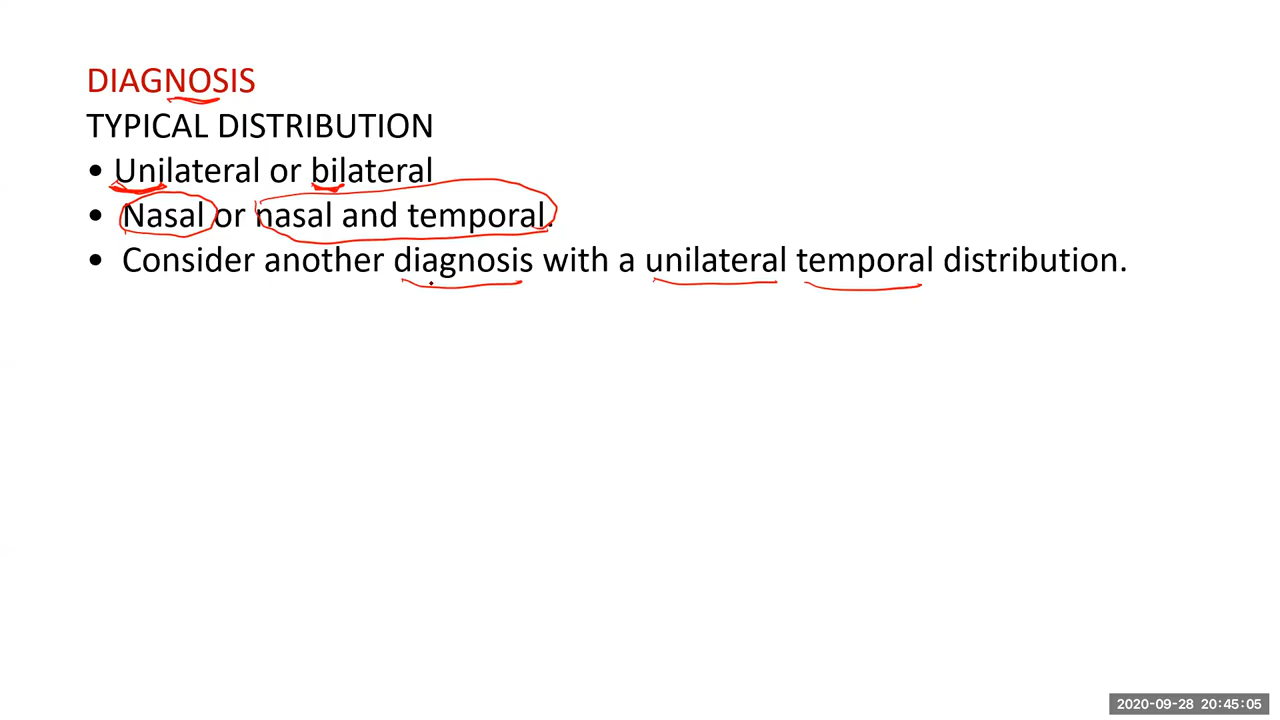 DIAGNOSIS
TYPICAL DISTRIBUTION
• Unilateral or bilateral
• Nasal or nasal and temporal.
• Consider another diagnosis with a unilateral temporal distribution.
2020-09-28 20:45:05